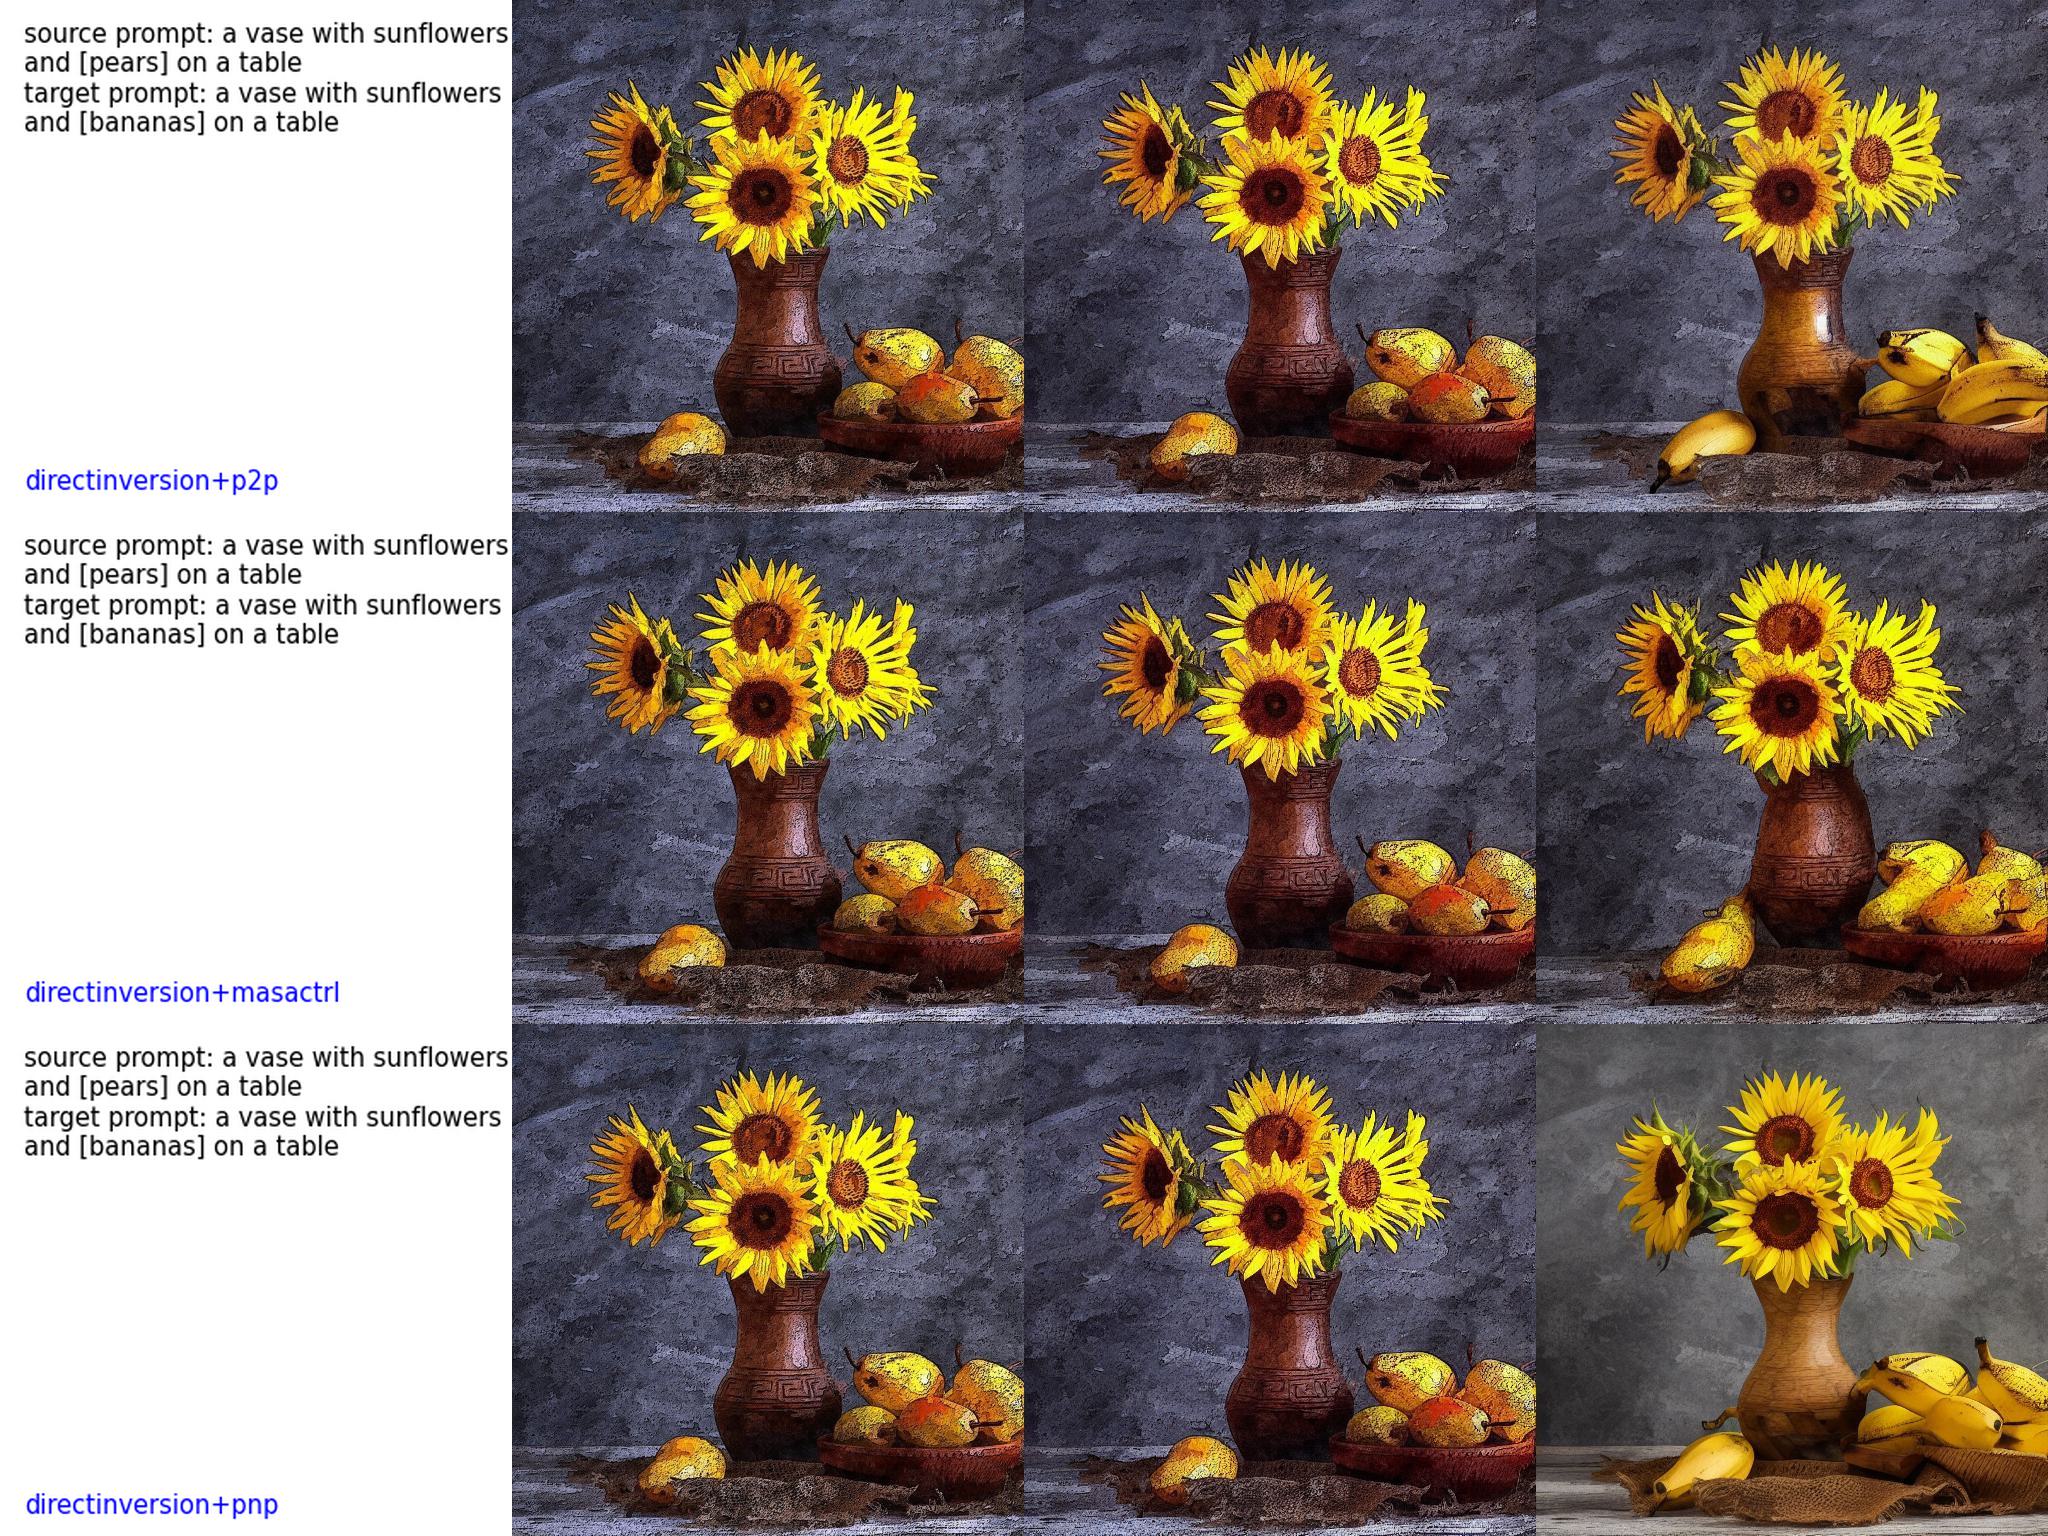 source prompt: a vase with sunflowers
and [pears] on a table
target prompt: a vase with sunflowers
and [bananas] on a table
directinversion+p2p
source prompt: a vase with sunflowers
and [pears] on a table
target prompt: a vase with sunflowers
and [bananas] on a table
directinversion+masactrl
source prompt: a vase with sunflowers
and [pears] on a table
target prompt: a vase with sunflowers
and [bananas] on a table
directinversion+pnp